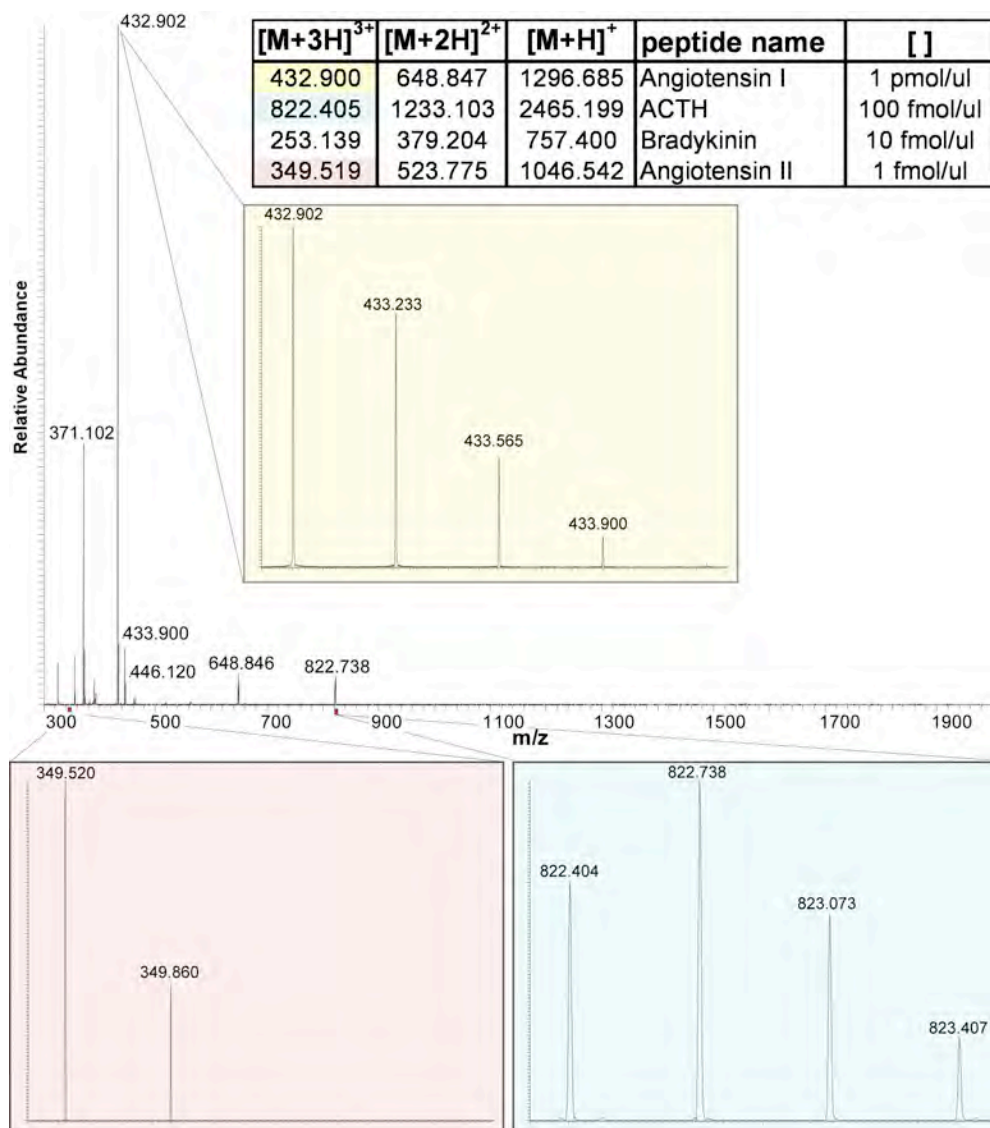 432.902
[M+3H]3+ [M+2H]2+ [M+H]+ peptide name [ ]
432.900 648.847 1296.685 Angiotensin I 1 pmol/ul
822.405 1233.103 2465.199 ACTH 100 fmol/ul
253.139 379.204 757.400 Bradykinin 10 fmol/ul
349.519 523.775 1046.542 Angiotensin II 1 fmol/ul
432.902
433.233
433.565
433.900
Relative Abundance
371.102
433.900
446.120
648.846
822.738
300 500 700 900 1100 1300 1500 1700 1900
m/z
349.520
349.860
822.738
822.404
823.073
823.407